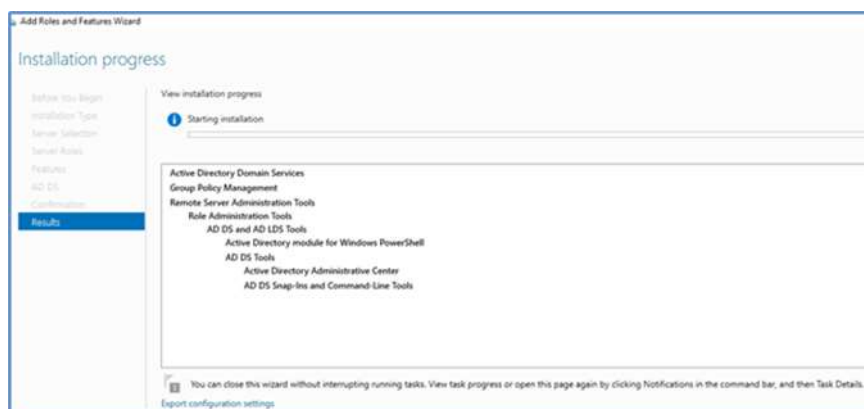 Add Roles and Features Wizard
Installation progress
Before You Begin
Installation Type
Server Selection
Server Roles
Features
AD DS
Confirmation
Results
View installation progress
Starting installation
Active Directory Domain Services
Group Policy Management
Remote Server Administration Tools
Role Administration Tools
AD DS and AD LDS Tools
Active Directory module for Windows PowerShell
AD DS Tools
Active Directory Administrative Center
AD DS Snap-Ins and Command-Line Tools
You can close this wizard without interrupting running tasks. View task progress or open this page again by clicking Notifications in the command bar, and then Task Details.
Export configuration settings